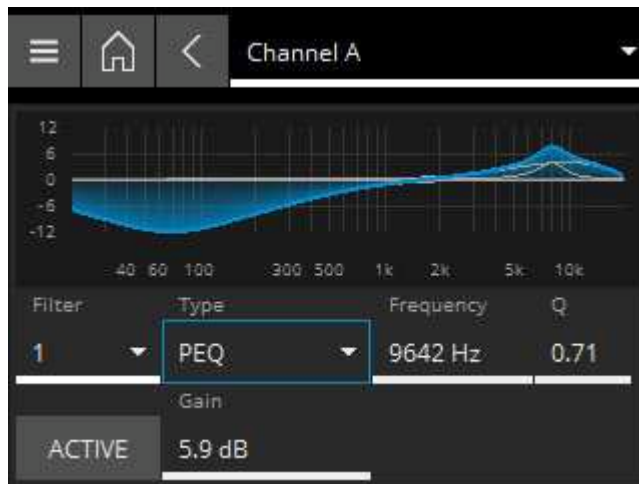 Channel A
12
6
0
-6
-12
40 60 100 300 500 1k 2k 5k 10k
Filter Type Frequency Q
1 PEQ 9642 Hz 0.71
Gain
ACTIVE 5.9 dB